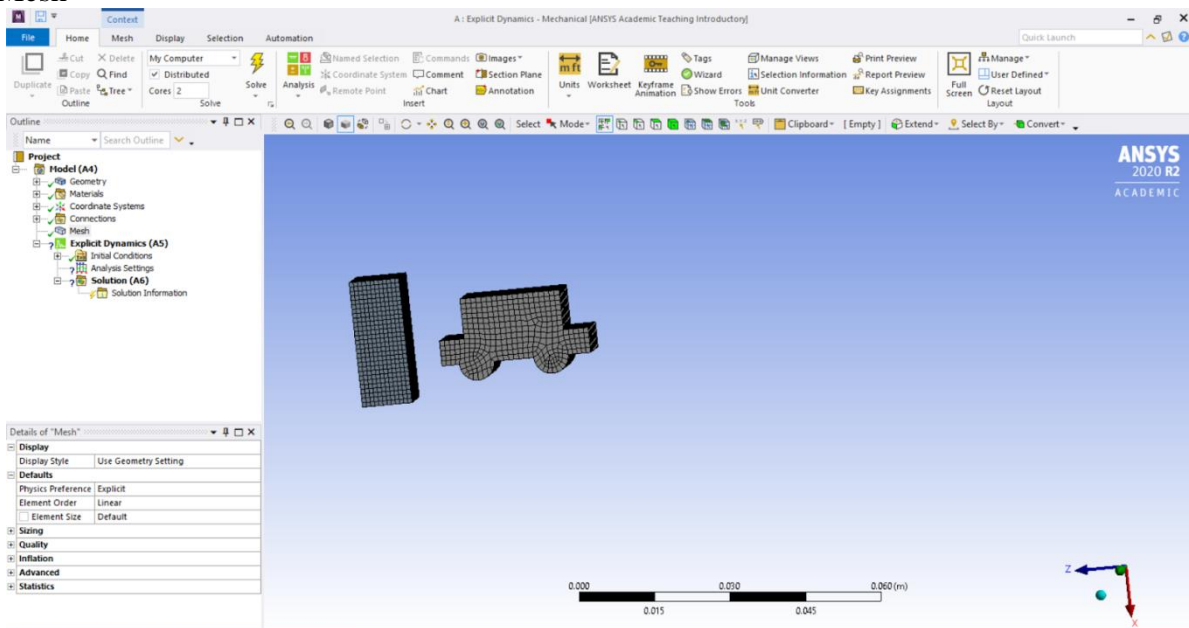 Mesh
Context
A : Explicit Dynamics - Mechanical [ANSYS Academic Teaching Introductory]
File Home Mesh Display Selection Automation Quick Launch
Duplicate Cut Copy Paste Delete Find Tree
Outline
My Computer
Distributed
Cores 2
Solve
Solve
Analysis Named Selection Coordinate System Remote Point Commands Comment Chart Images Section Plane Annotation
Insert
Units Worksheet Keyframe Animation Tags Wizard Show Errors Manage Views Selection Information Unit Converter Print Preview Report Preview Key Assignments
Tools
Full Screen Manage User Defined Reset Layout
Layout
Outline
Name Search Outline
Select Mode Clipboard [Empty] Extend Select By Convert
Project
Model (A4)
Geometry
Materials
Coordinate Systems
Connections
Mesh
Explicit Dynamics (A5)
Initial Conditions
Analysis Settings
Solution (A6)
Solution Information
ANSYS
2020 R2
ACADEMIC
Details of "Mesh"
Display
Display Style Use Geometry Setting
Defaults
Physics Preference Explicit
Element Order Linear
Element Size Default
Sizing
Quality
Inflation
Advanced
Statistics
0.000 0.030 0.060 (m)
0.015 0.045
Z
X